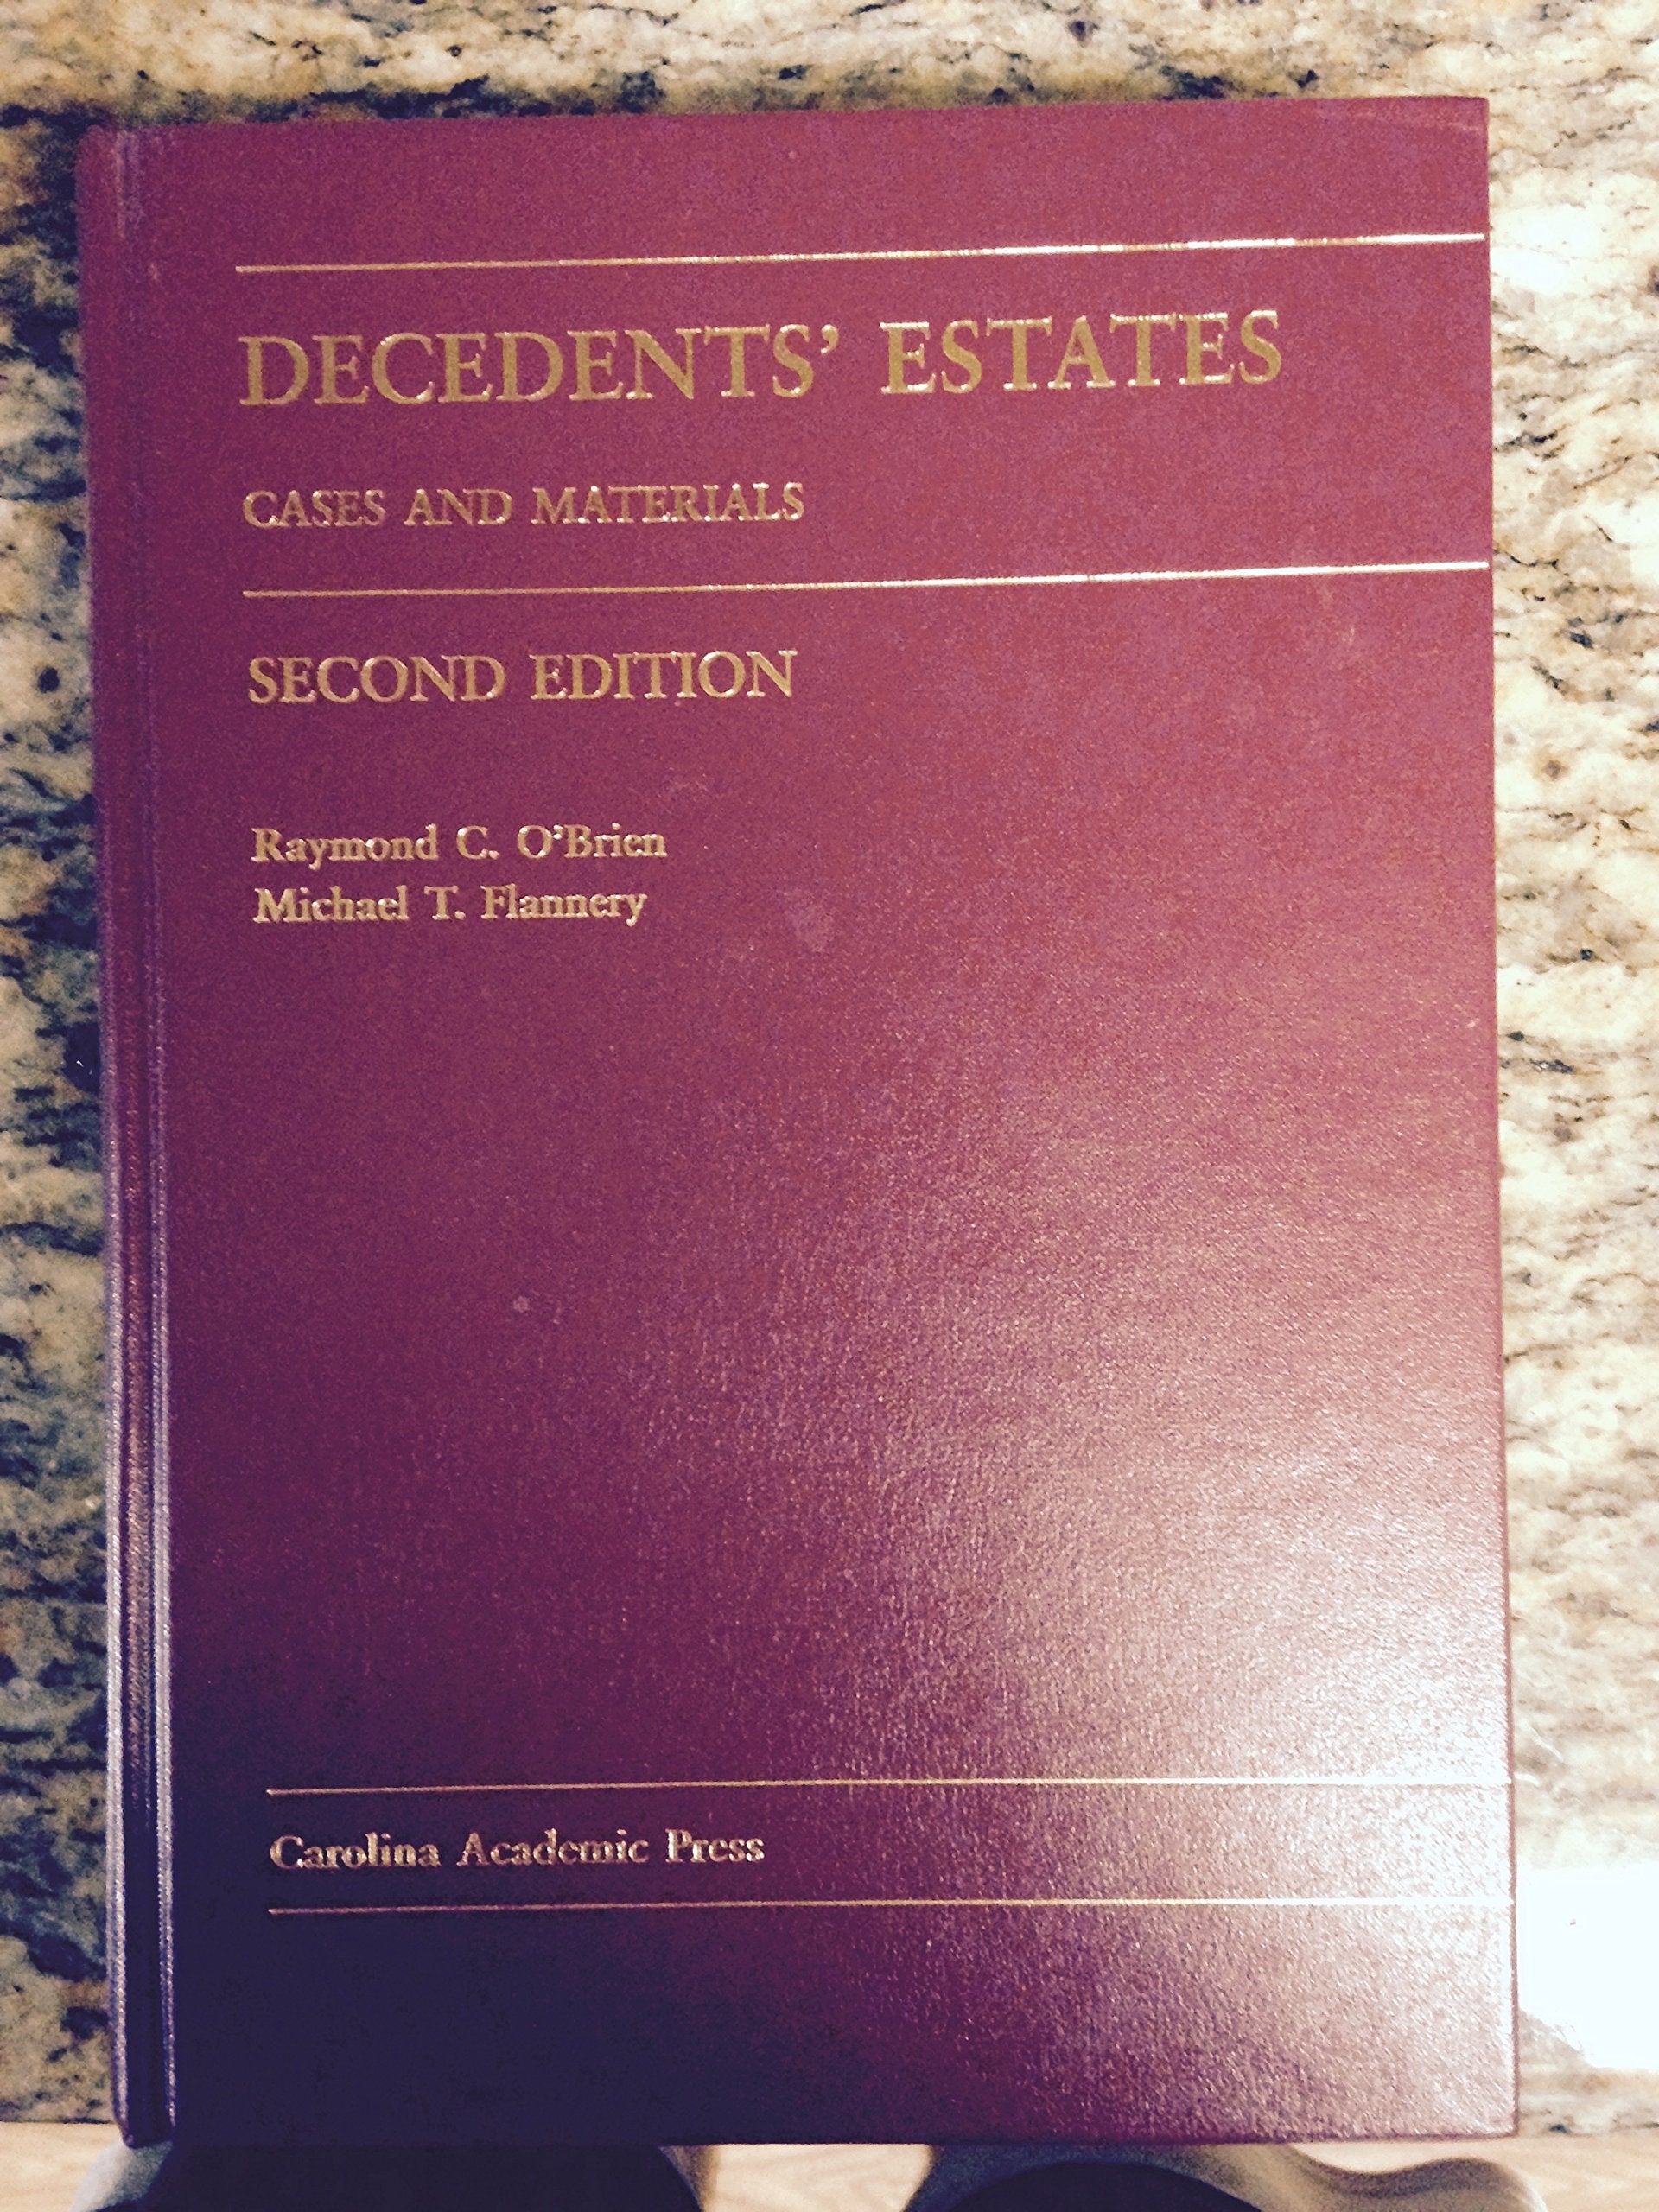 DECEDENTS’ ESTATES
CASES AND MATERIALS
SECOND EDITION
Raymond C. O’Brien
Michael T. Flannery
Carolina Academic Press